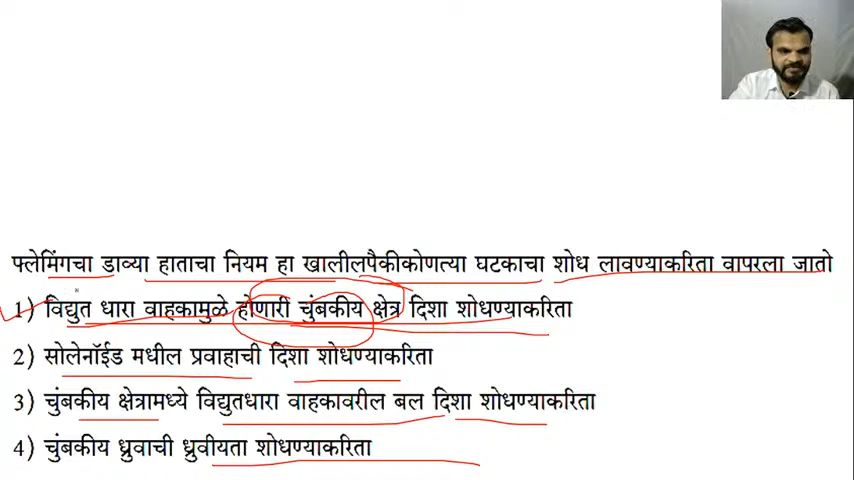 फ्लेमिंगचा डाव्या हाताचा नियम हा खालीलपैकीकोणत्या घटकाचा शोध लावण्याकरिता वापरला जातो
1) विद्युत धारा वाहकामुळे होणारी चुंबकीय क्षेत्र दिशा शोधण्याकरिता
2) सोलेनॉईड मधील प्रवाहाची दिशा शोधण्याकरिता
3) चुंबकीय क्षेत्रामध्ये विद्युतधारा वाहकावरील बल दिशा शोधण्याकरिता
4) चुंबकीय ध्रुवाची ध्रुवीयता शोधण्याकरिता